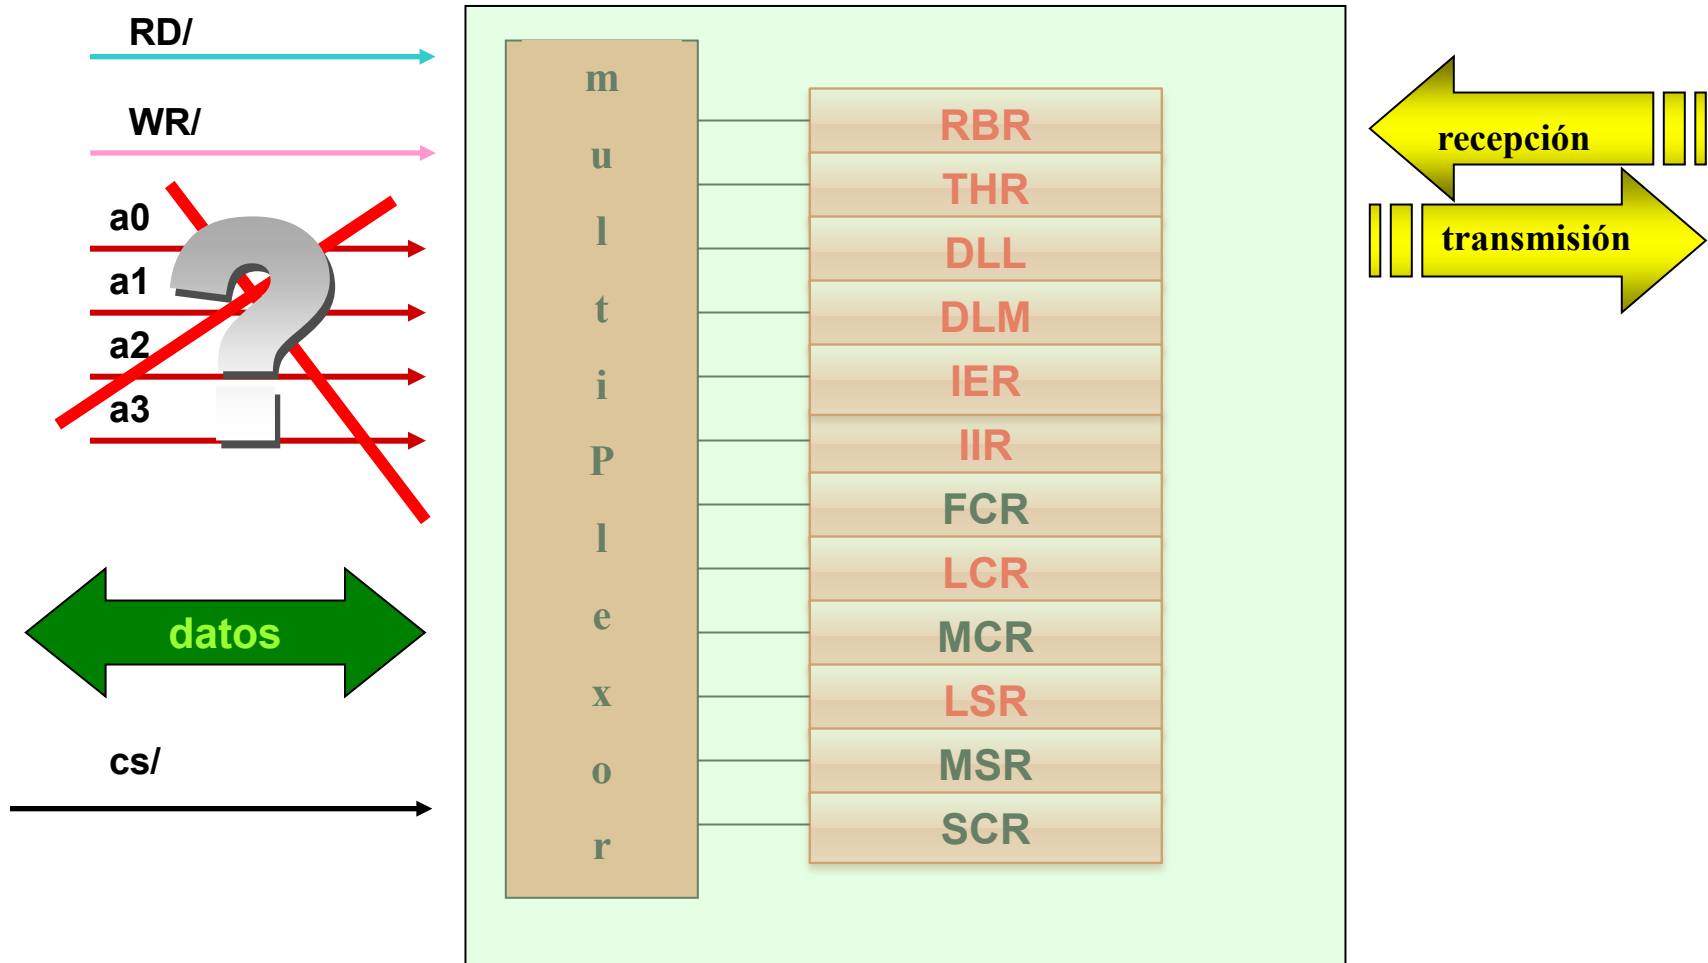 RD/
WR/
a0
a1
a2
a3
datos
cs/
m
u
l
t
i
P
l
e
x
o
r
RBR
THR
DLL
DLM
IER
IIR
FCR
LCR
MCR
LSR
MSR
SCR
recepción
transmisión
?